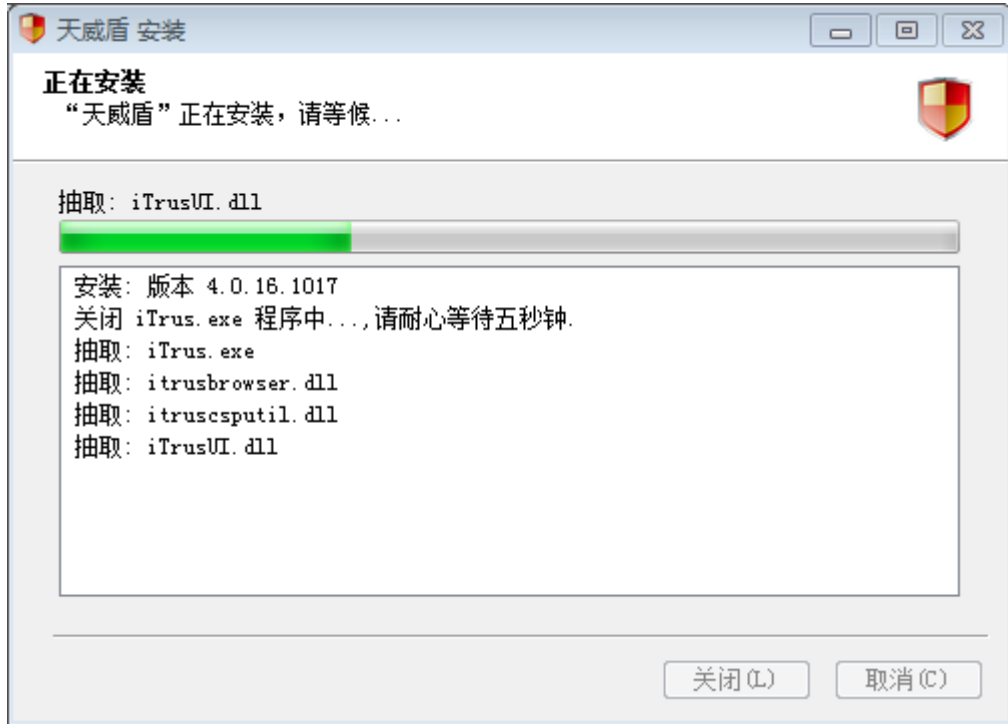 天威盾 安装
正在安装
“天威盾”正在安装，请等候...
抽取: iTrusUI.dll
安装: 版本 4.0.16.1017
关闭 iTrus.exe 程序中...,请耐心等待五秒钟.
抽取: iTrus.exe
抽取: itrusbrowser.dll
抽取: itruscsputil.dll
抽取: iTrusUI.dll
关闭(L) 取消(C)